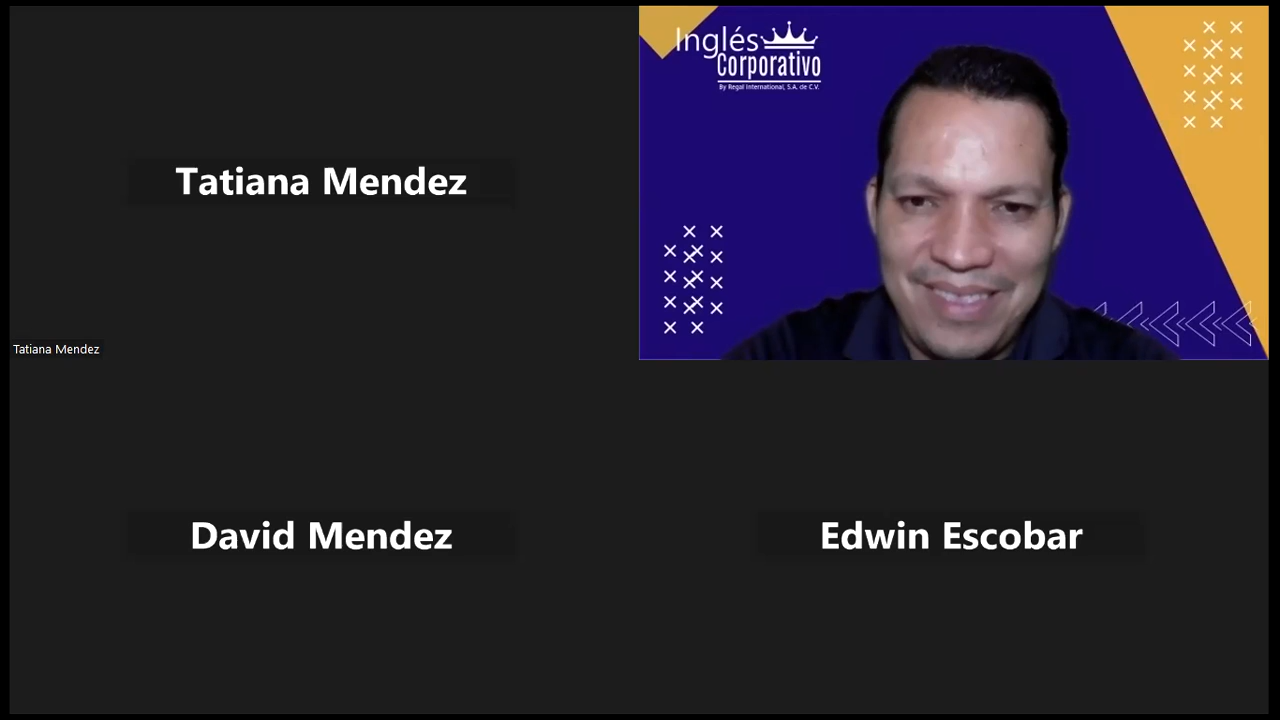 Tatiana Mendez
Inglés
Corporativo
By Regal International, S.A. de C.V.
Tatiana Mendez
David Mendez
Edwin Escobar